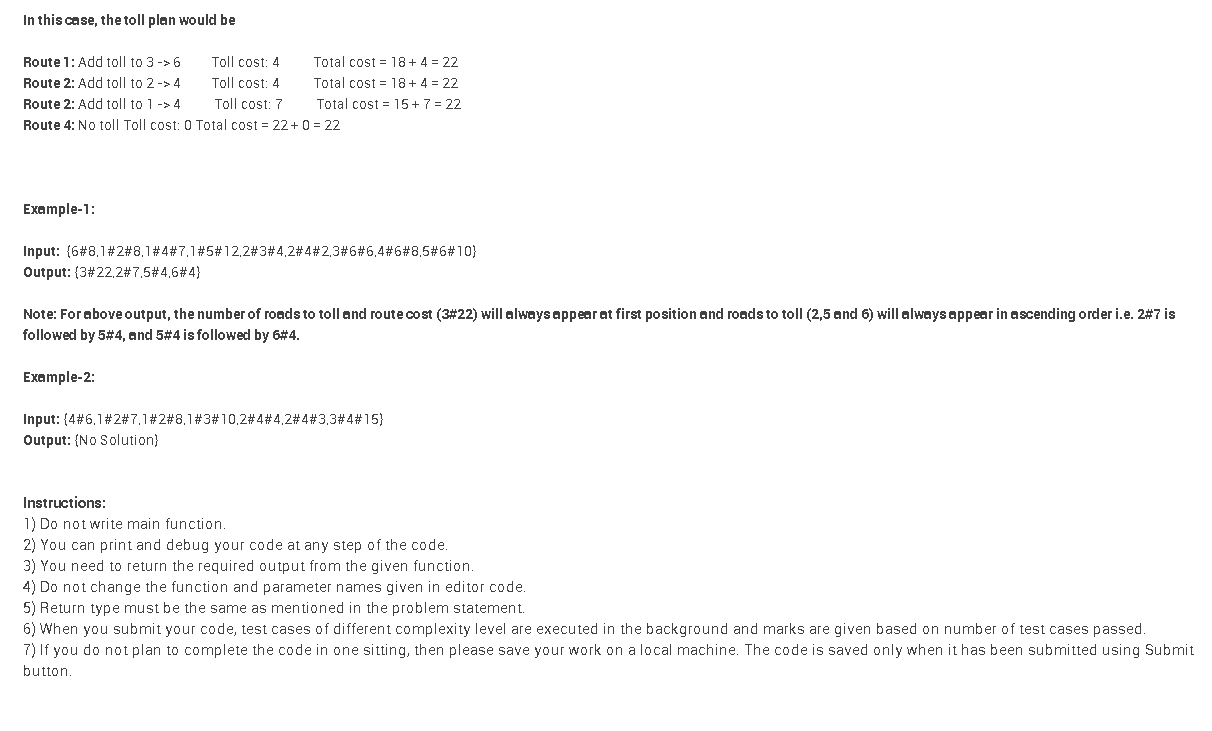 In this case, the toll plan would be
Route 1: Add toll to 3 -> 6 Toll cost: 4 Total cost = 18 + 4 = 22
Route 2: Add toll to 2 -> 4 Toll cost: 4 Total cost = 18 + 4 = 22
Route 2: Add toll to 1 -> 4 Toll cost: 7 Total cost = 15 + 7 = 22
Route 4: No toll Toll cost: 0 Total cost = 22 + 0 = 22
Example-1:
Input: {6#8,1#2#8,1#4#7,1#5#12,2#3#4,2#4#2,3#6#6,4#6#8,5#6#10}
Output: {3#22,2#7,5#4,6#4}
Note: For above output, the number of roads to toll and route cost (3#22) will always appear at first position and roads to toll (2,5 and 6) will always appear in ascending order i.e. 2#7 is
followed by 5#4, and 5#4 is followed by 6#4.
Example-2:
Input: {4#6,1#2#7,1#2#8,1#3#10,2#4#4,2#4#3,3#4#15}
Output: {No Solution}
Instructions:
1) Do not write main function.
2) You can print and debug your code at any step of the code.
3) You need to return the required output from the given function.
4) Do not change the function and parameter names given in editor code.
5) Return type must be the same as mentioned in the problem statement.
6) When you submit your code, test cases of different complexity level are executed in the background and marks are given based on number of test cases passed.
7) If you do not plan to complete the code in one sitting, then please save your work on a local machine. The code is saved only when it has been submitted using Submit
button.